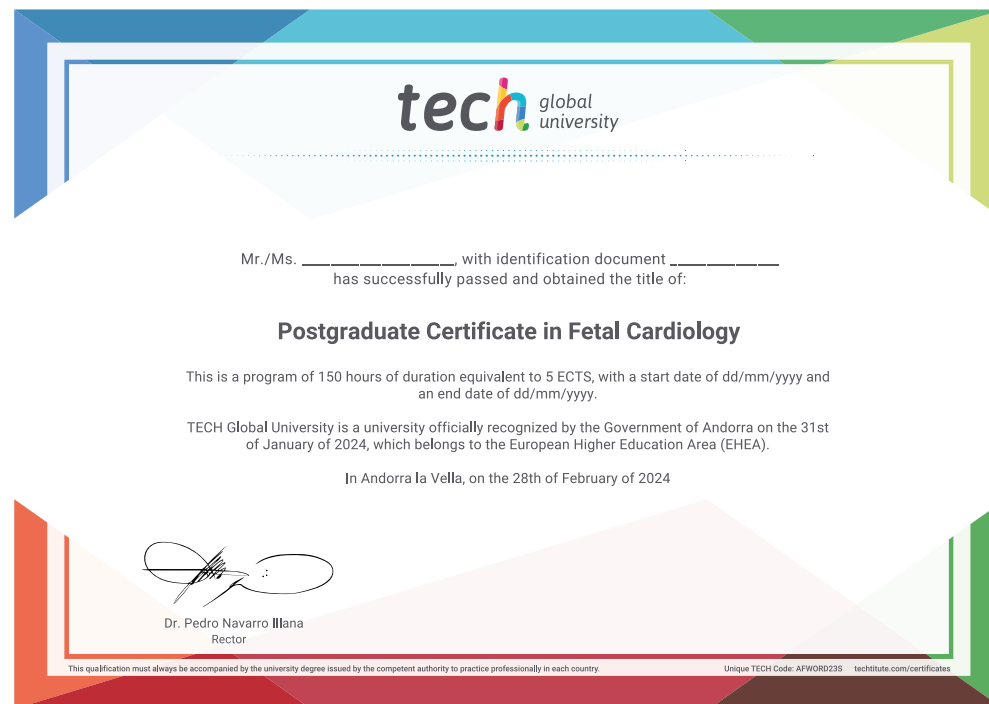 tech global
university
Mr./Ms. ____________________, with identification document ______________
has successfully passed and obtained the title of:
Postgraduate Certificate in Fetal Cardiology
This is a program of 150 hours of duration equivalent to 5 ECTS, with a start date of dd/mm/yyyy and
an end date of dd/mm/yyyy.
TECH Global University is a university officially recognized by the Government of Andorra on the 31st
of January of 2024, which belongs to the European Higher Education Area (EHEA).
In Andorra la Vella, on the 28th of February of 2024
Dr. Pedro Navarro Illana
Rector
This qualification must always be accompanied by the university degree issued by the competent authority to practice professionally in each country.
Unique TECH Code: AFWORD23S techtitute.com/certificates